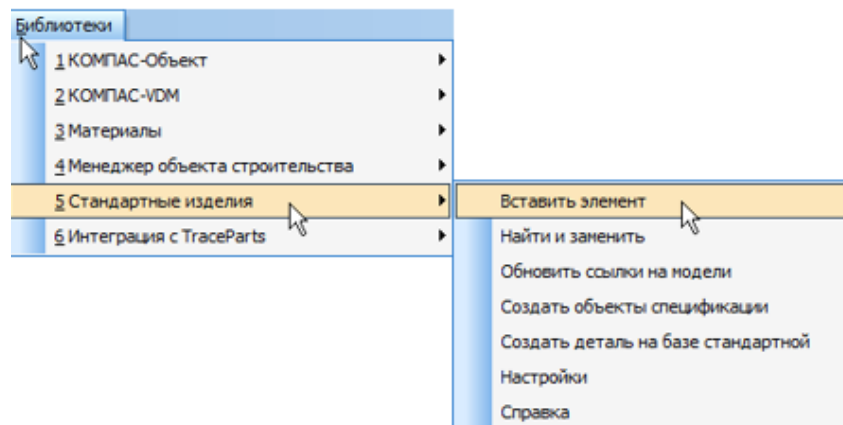 Библиотеки
1 КОМПАС-Объект
2 КОМПАС-VDM
3 Материалы
4 Менеджер объекта строительства
5 Стандартные изделия
6 Интеграция с TraceParts
Вставить элемент
Найти и заменить
Обновить ссылки на модели
Создать объекты спецификации
Создать деталь на базе стандартной
Настройки
Справка